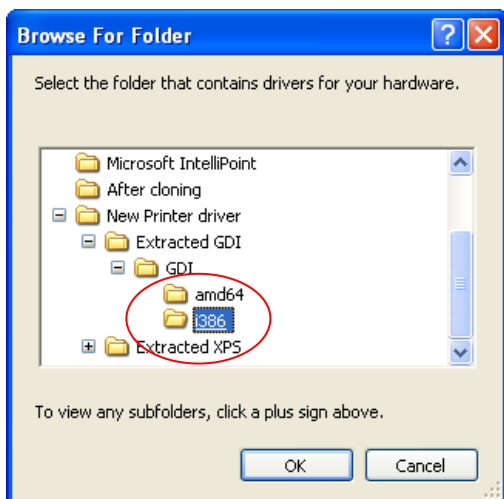 Browse For Folder
Select the folder that contains drivers for your hardware.
Microsoft IntelliPoint
After cloning
New Printer driver
Extracted GDI
GDI
amd64
i386
Extracted XPS
To view any subfolders, click a plus sign above.
OK Cancel